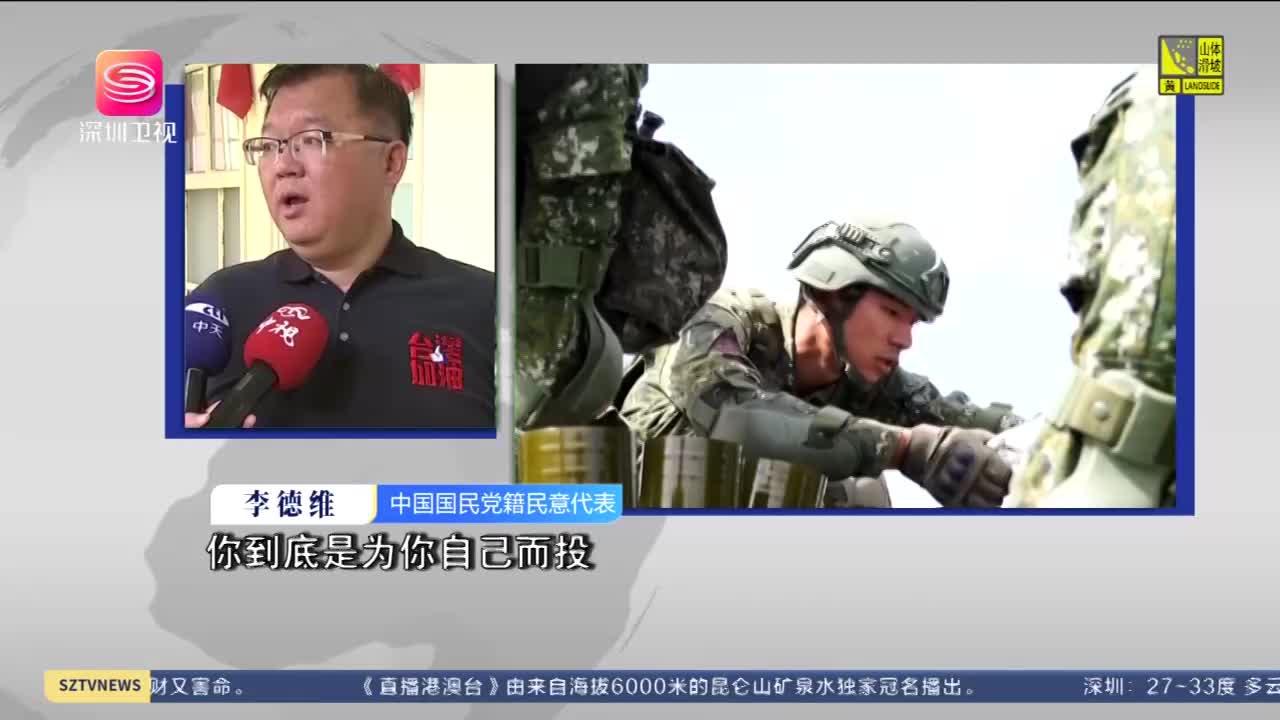 深圳卫视
山体
滑坡
黄 LANDSLIDE
中天
中視
台灣
加油
李德维
中国国民党籍民意代表
你到底是为你自己而投
SZTVNEWS
财又害命。 《直播港澳台》由来自海拔6000米的昆仑山矿泉水独家冠名播出。 深圳：27~33度 多云